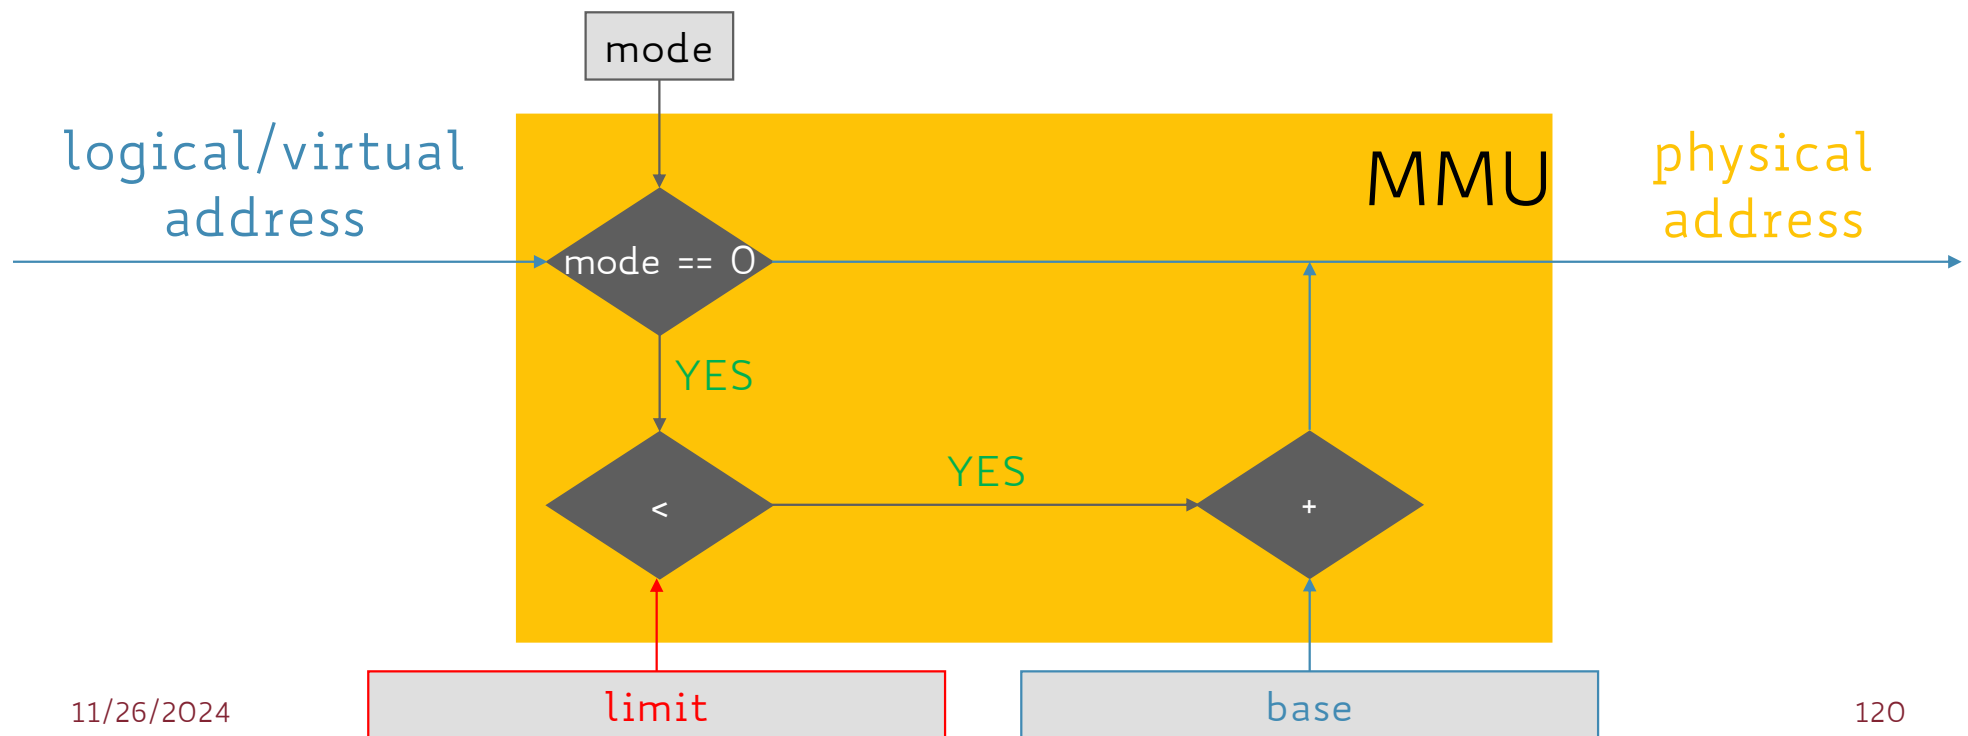 mode
logical/virtual
address
MMU
physical
address
mode == 0
YES
<
YES
+
limit
base
11/26/2024
120